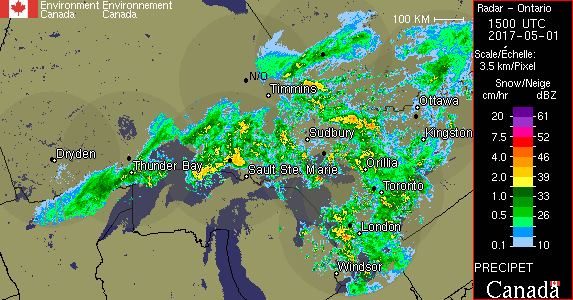 Environment Environnement
Canada Canada
100 KM
Radar - Ontario
1500 UTC
2017-05-01
Scale/Échelle:
3.5 km/Pixel
Snow/Neige
cm/hr dBZ
20 61
7.5 56
5.5 52
4.0 46
2.0 39
1.0 33
0.5 26
0.1 10
Timmins
Ottawa
Sudbury
Kingston
Dryden
Thunder Bay
Sault Ste. Marie
Orillia
Toronto
London
Windsor
PRECIPET
Canada